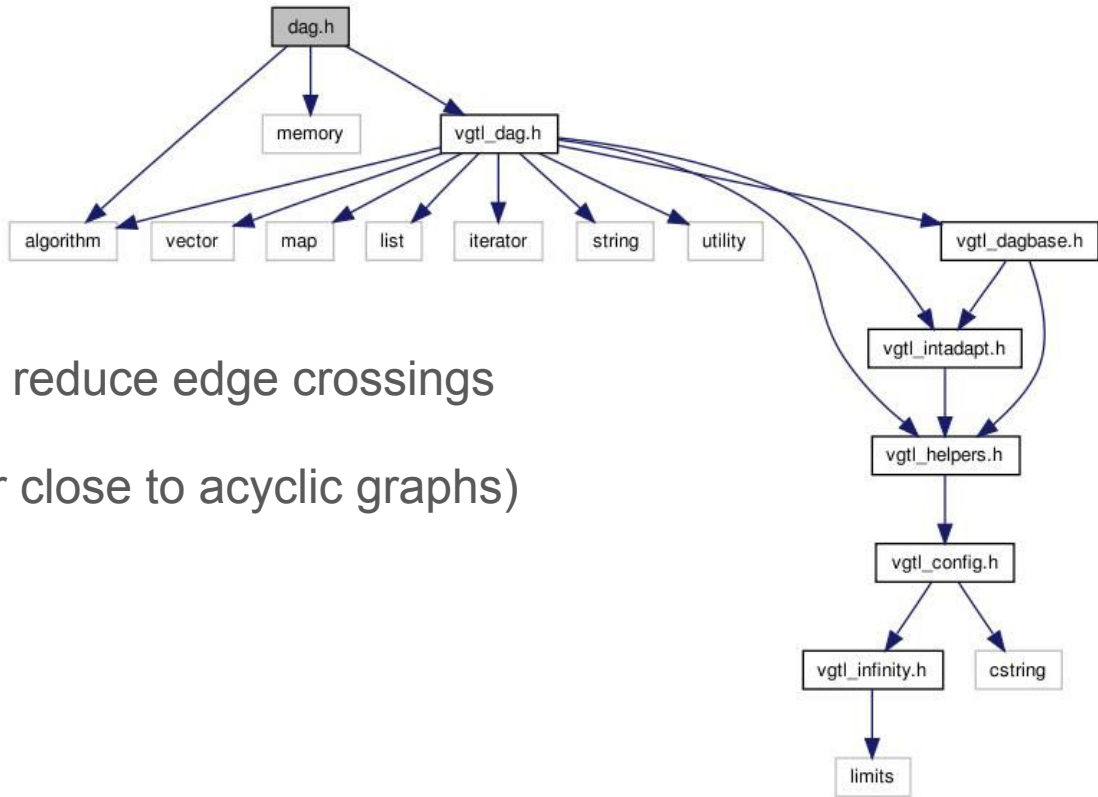 dag.h
memory
vgtl_dag.h
algorithm
vector
map
list
iterator
string
utility
vgtl_dagbase.h
vgtl_intadapt.h
reduce edge crossings
vgtl_helpers.h
close to acyclic graphs)
vgtl_config.h
vgtl_infinity.h
cstring
limits